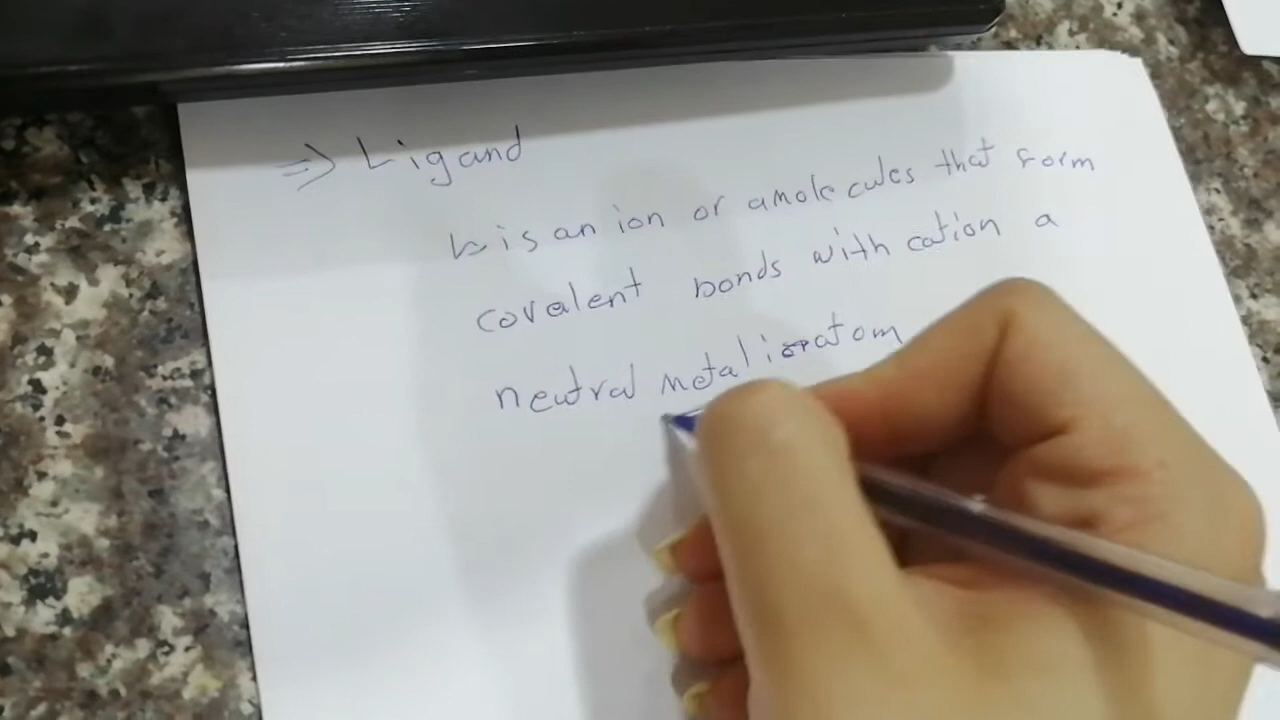 => Ligand
is an ion or amolecules that form
covalent bonds with cation a
neutral metal atom